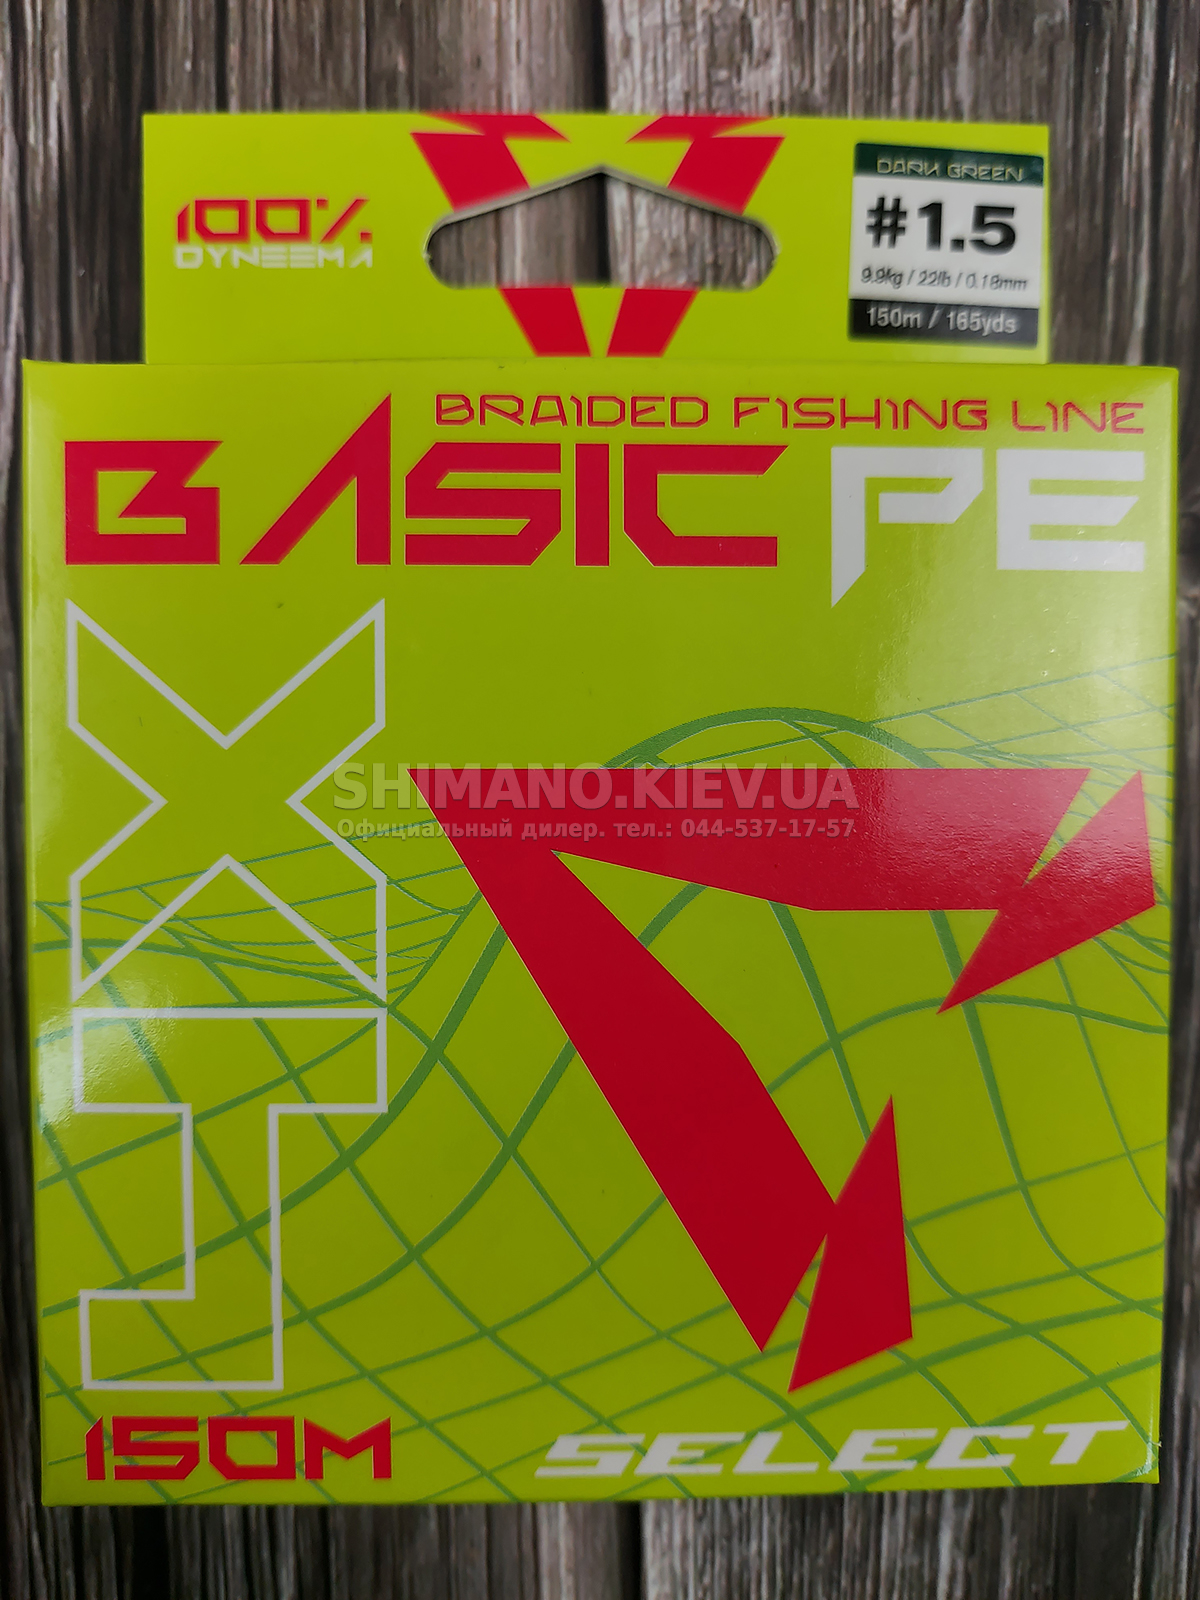 100%
DYNEEMA
DARK GREEN
#1.5
9.9kg / 22lb / 0.18mm
150m / 165yds
BRAIDED FISHING LINE
BASIC PE
X4
SHIMANO.KIEV.UA
Официальный дилер. тел.: 044-537-17-57
150M
SELECT